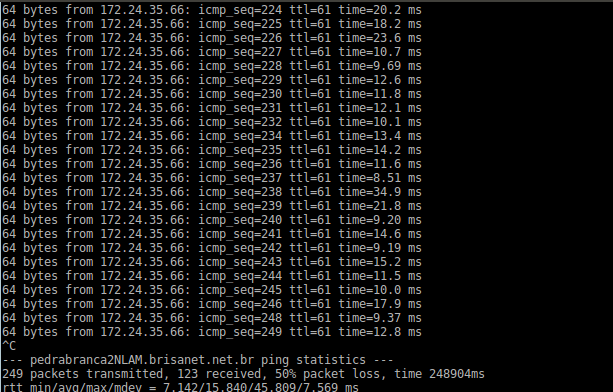 64 bytes from 172.24.35.66: icmp_seq=224 ttl=61 time=20.2 ms
64 bytes from 172.24.35.66: icmp_seq=225 ttl=61 time=18.2 ms
64 bytes from 172.24.35.66: icmp_seq=226 ttl=61 time=23.6 ms
64 bytes from 172.24.35.66: icmp_seq=227 ttl=61 time=10.7 ms
64 bytes from 172.24.35.66: icmp_seq=228 ttl=61 time=9.69 ms
64 bytes from 172.24.35.66: icmp_seq=229 ttl=61 time=12.6 ms
64 bytes from 172.24.35.66: icmp_seq=230 ttl=61 time=11.8 ms
64 bytes from 172.24.35.66: icmp_seq=231 ttl=61 time=12.1 ms
64 bytes from 172.24.35.66: icmp_seq=232 ttl=61 time=10.1 ms
64 bytes from 172.24.35.66: icmp_seq=234 ttl=61 time=13.4 ms
64 bytes from 172.24.35.66: icmp_seq=235 ttl=61 time=14.2 ms
64 bytes from 172.24.35.66: icmp_seq=236 ttl=61 time=11.6 ms
64 bytes from 172.24.35.66: icmp_seq=237 ttl=61 time=8.51 ms
64 bytes from 172.24.35.66: icmp_seq=238 ttl=61 time=34.9 ms
64 bytes from 172.24.35.66: icmp_seq=239 ttl=61 time=21.8 ms
64 bytes from 172.24.35.66: icmp_seq=240 ttl=61 time=9.20 ms
64 bytes from 172.24.35.66: icmp_seq=241 ttl=61 time=14.6 ms
64 bytes from 172.24.35.66: icmp_seq=242 ttl=61 time=9.19 ms
64 bytes from 172.24.35.66: icmp_seq=243 ttl=61 time=15.2 ms
64 bytes from 172.24.35.66: icmp_seq=244 ttl=61 time=11.5 ms
64 bytes from 172.24.35.66: icmp_seq=245 ttl=61 time=10.0 ms
64 bytes from 172.24.35.66: icmp_seq=246 ttl=61 time=17.9 ms
64 bytes from 172.24.35.66: icmp_seq=248 ttl=61 time=9.37 ms
64 bytes from 172.24.35.66: icmp_seq=249 ttl=61 time=12.8 ms
^C
--- pedrabranca2NLAM.brisanet.net.br ping statistics ---
249 packets transmitted, 123 received, 50% packet loss, time 248904ms
rtt min/avg/max/mdev = 7.142/15.840/45.809/7.569 ms